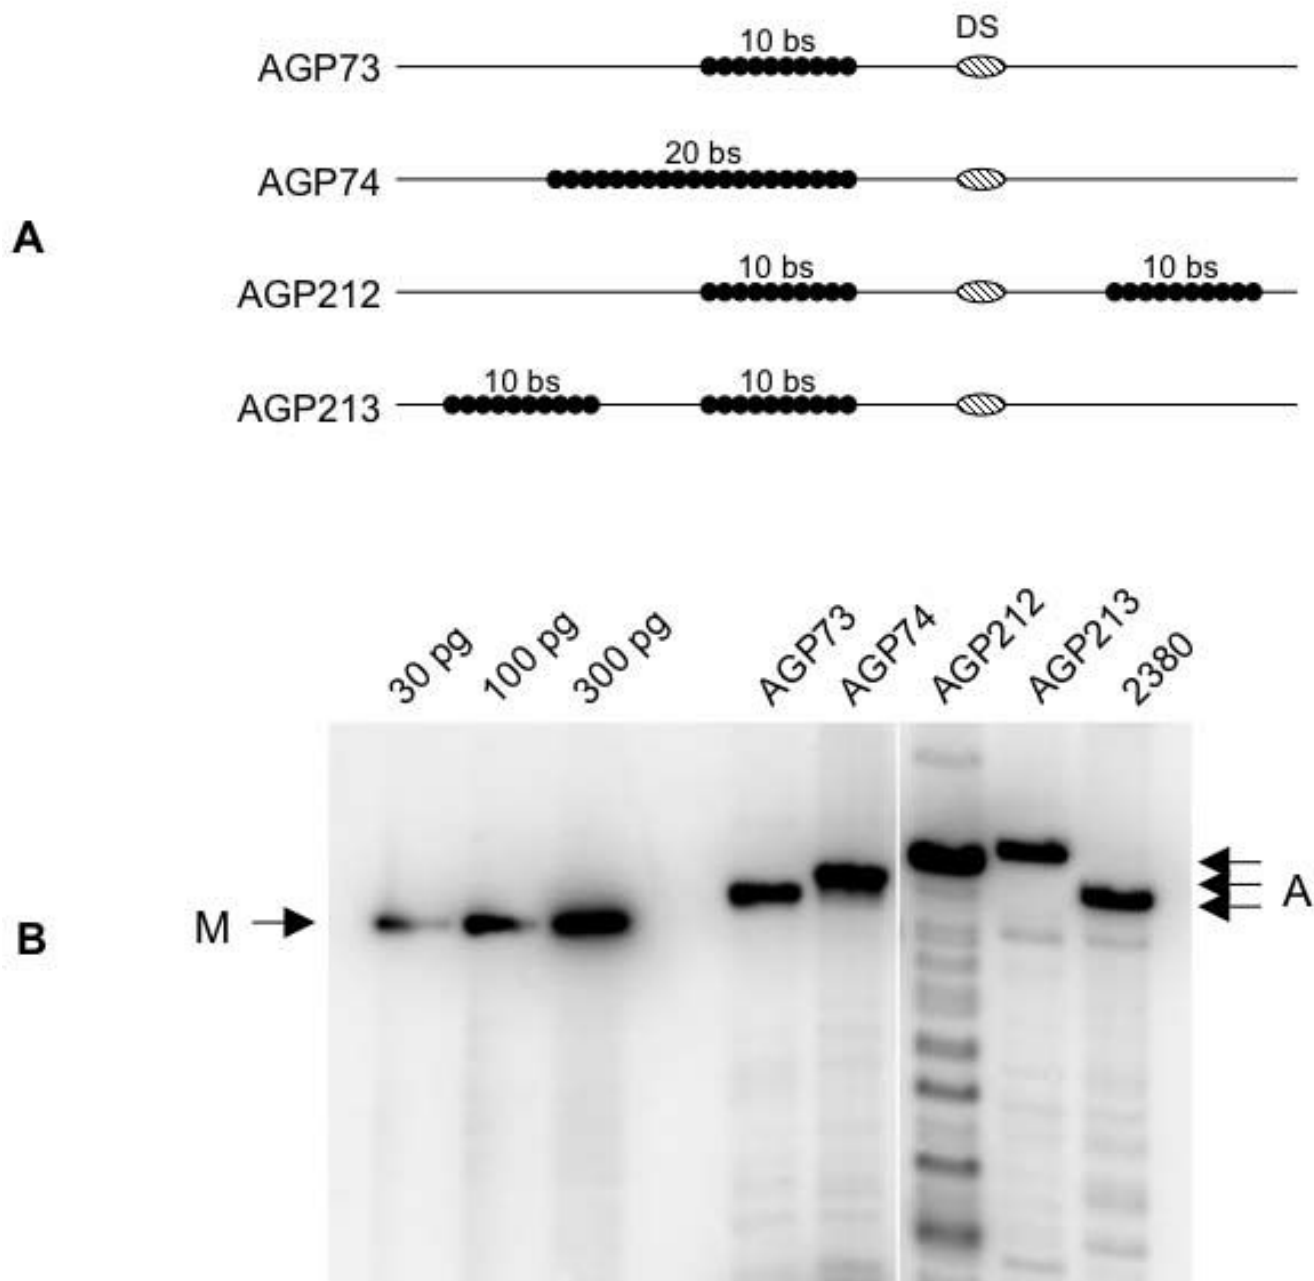 DS
10 bs
AGP73
20 bs
AGP74
A
10 bs 10 bs
AGP212
10 bs 10 bs
AGP213
30 pg 100 pg 300 pg AGP73 AGP74 AGP212 AGP213 2380
M
A
B